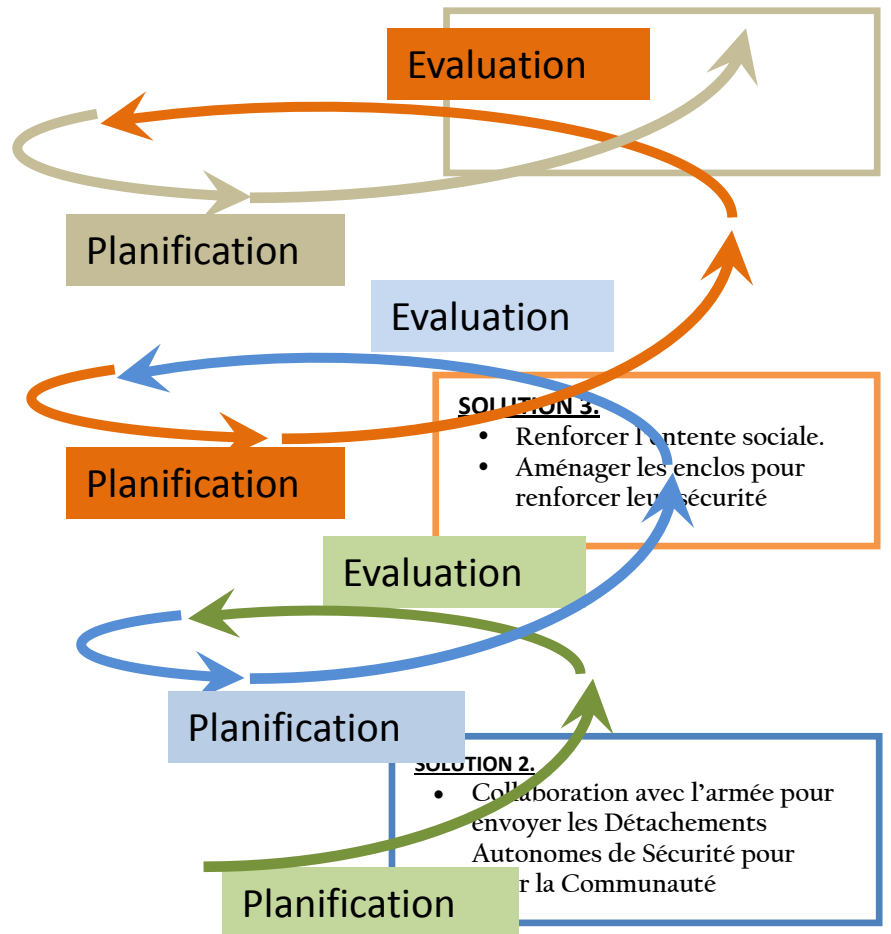 Evaluation
Planification
Evaluation
SOLUTION 3.
• Renforcer l'entente sociale.
• Aménager les enclos pour
renforcer leur sécurité
Planification
Evaluation
Planification
SOLUTION 2.
• Collaboration avec l’armée pour
envoyer les Détachements
Autonomes de Sécurité pour
la Communauté
Planification